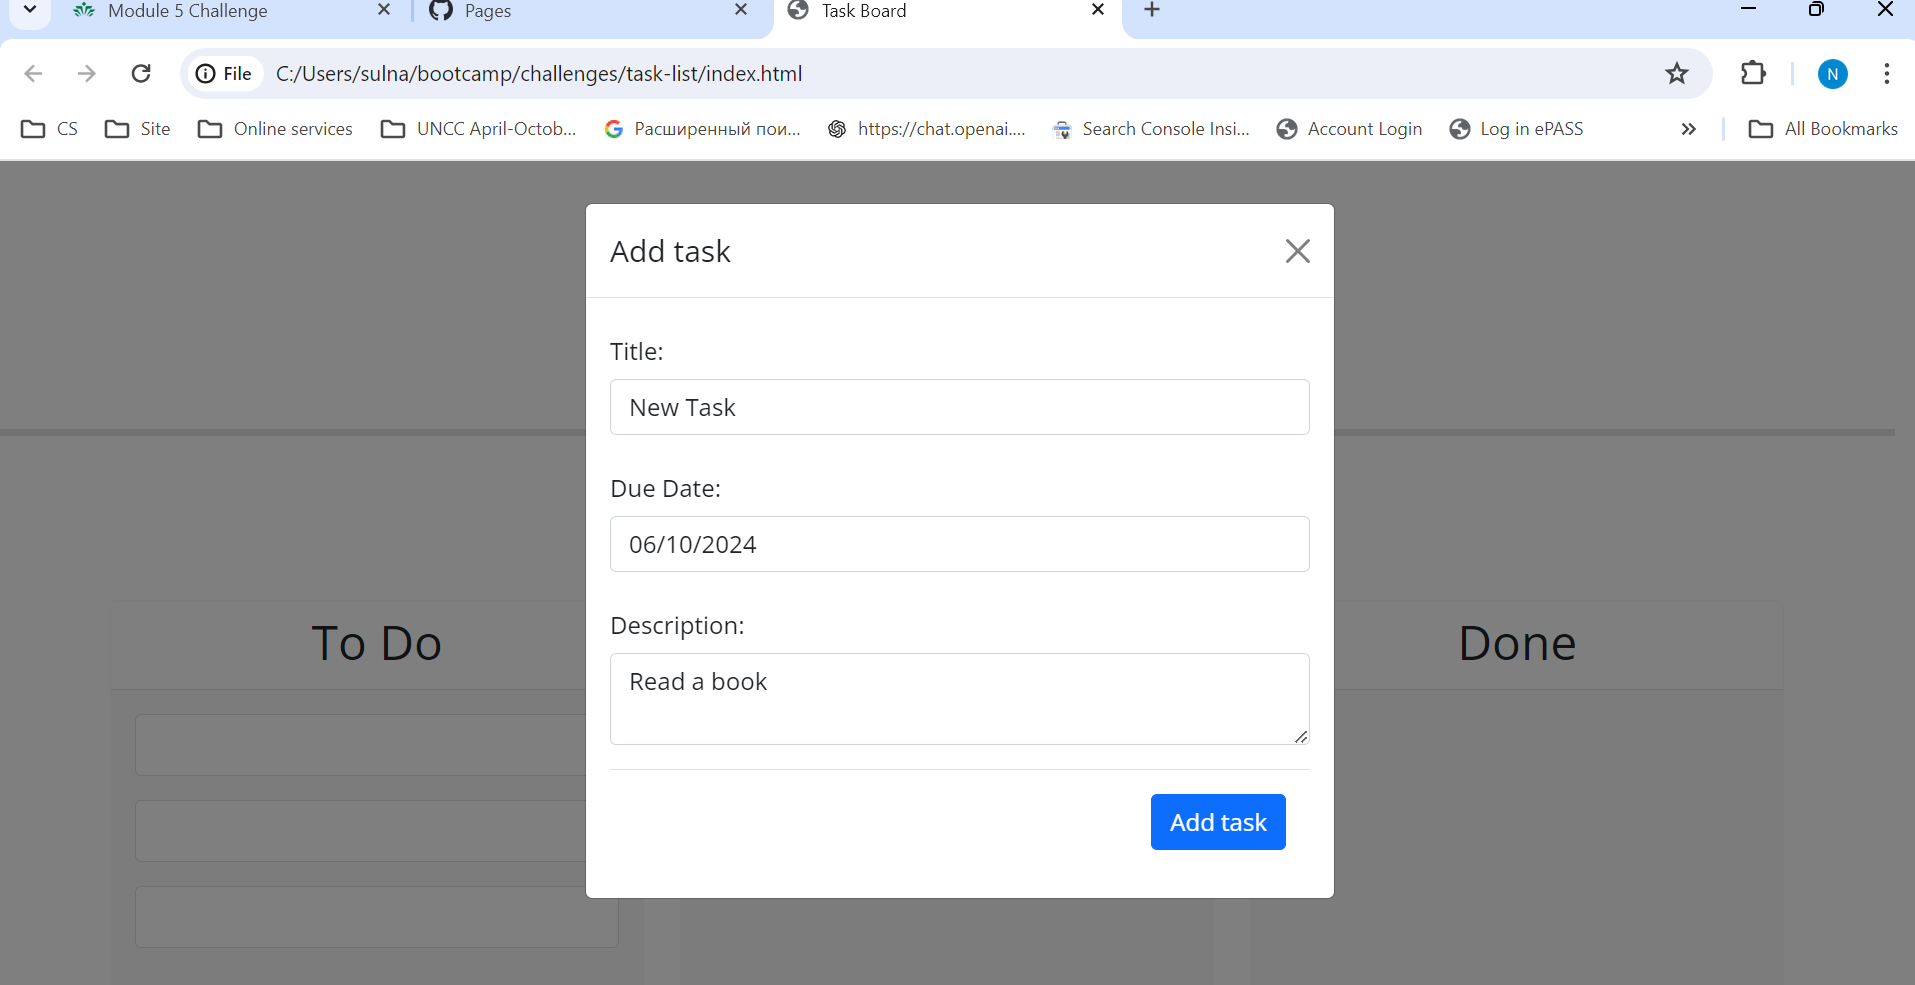 Module 5 Challenge
Pages
Task Board
File C:/Users/sulna/bootcamp/challenges/task-list/index.html
N
CS
Site
Online services
UNCC April-Octob...
Расширенный пои...
https://chat.openai....
Search Console Insi...
Account Login
Log in ePASS
All Bookmarks
Add task
Title:
New Task
Due Date:
06/10/2024
Description:
Read a book
Add task
To Do
Done